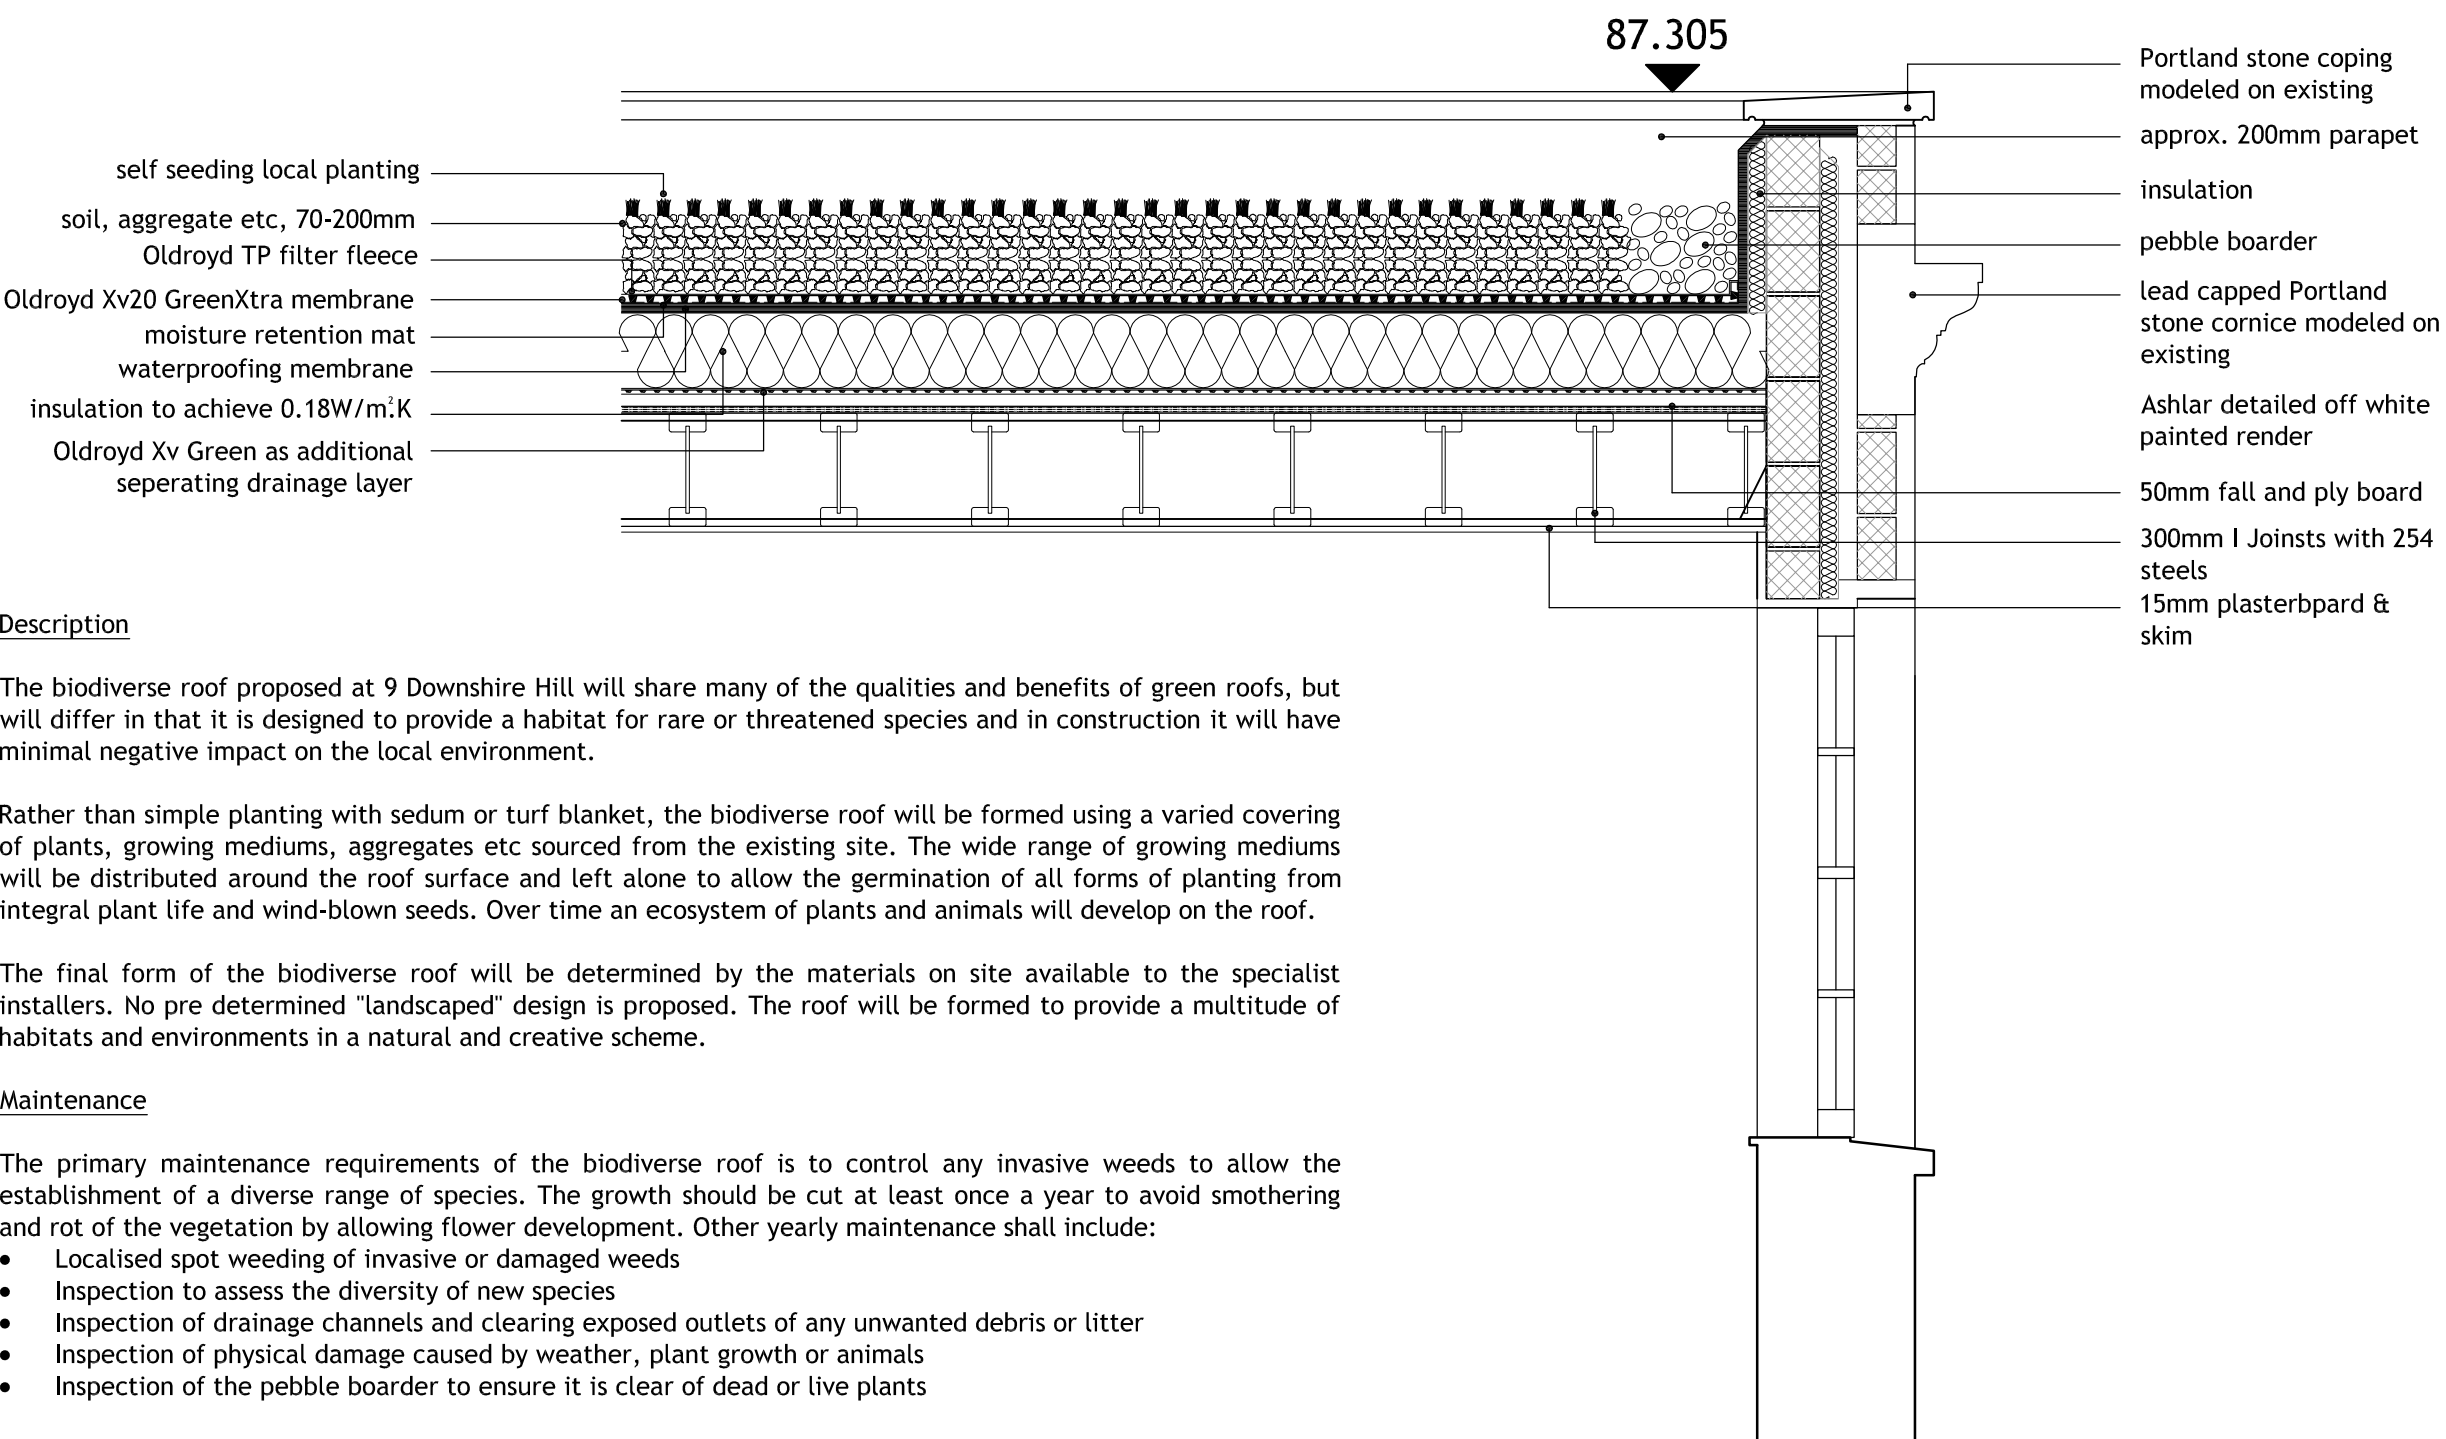 87.305
self seeding local planting
soil, aggregate etc, 70-200mm
Oldroyd TP filter fleece
Oldroyd Xv20 GreenXtra membrane
moisture retention mat
waterproofing membrane
insulation to achieve 0.18W/m².K
Oldroyd Xv Green as additional
seperating drainage layer
Portland stone coping
modeled on existing
approx. 200mm parapet
insulation
pebble boarder
lead capped Portland
stone cornice modeled on
existing
Ashlar detailed off white
painted render
50mm fall and ply board
300mm I Joinsts with 254
steels
15mm plasterbpard &
skim
Description
The biodiverse roof proposed at 9 Downshire Hill will share many of the qualities and benefits of green roofs, but
will differ in that it is designed to provide a habitat for rare or threatened species and in construction it will have
minimal negative impact on the local environment.
Rather than simple planting with sedum or turf blanket, the biodiverse roof will be formed using a varied covering
of plants, growing mediums, aggregates etc sourced from the existing site. The wide range of growing mediums
will be distributed around the roof surface and left alone to allow the germination of all forms of planting from
integral plant life and wind-blown seeds. Over time an ecosystem of plants and animals will develop on the roof.
The final form of the biodiverse roof will be determined by the materials on site available to the specialist
installers. No pre determined "landscaped" design is proposed. The roof will be formed to provide a multitude of
habitats and environments in a natural and creative scheme.
Maintenance
The primary maintenance requirements of the biodiverse roof is to control any invasive weeds to allow the
establishment of a diverse range of species. The growth should be cut at least once a year to avoid smothering
and rot of the vegetation by allowing flower development. Other yearly maintenance shall include:
• Localised spot weeding of invasive or damaged weeds
• Inspection to assess the diversity of new species
• Inspection of drainage channels and clearing exposed outlets of any unwanted debris or litter
• Inspection of physical damage caused by weather, plant growth or animals
• Inspection of the pebble boarder to ensure it is clear of dead or live plants